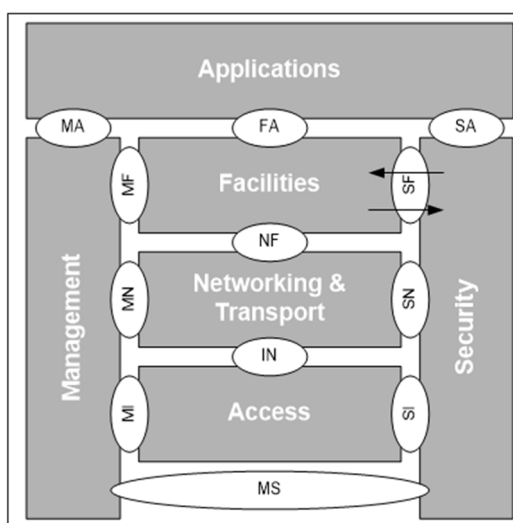 Applications
MA
FA
SA
MF
Facilities
SF
NF
Management
MN
Networking &
Transport
SN
Security
IN
MI
Access
SI
MS